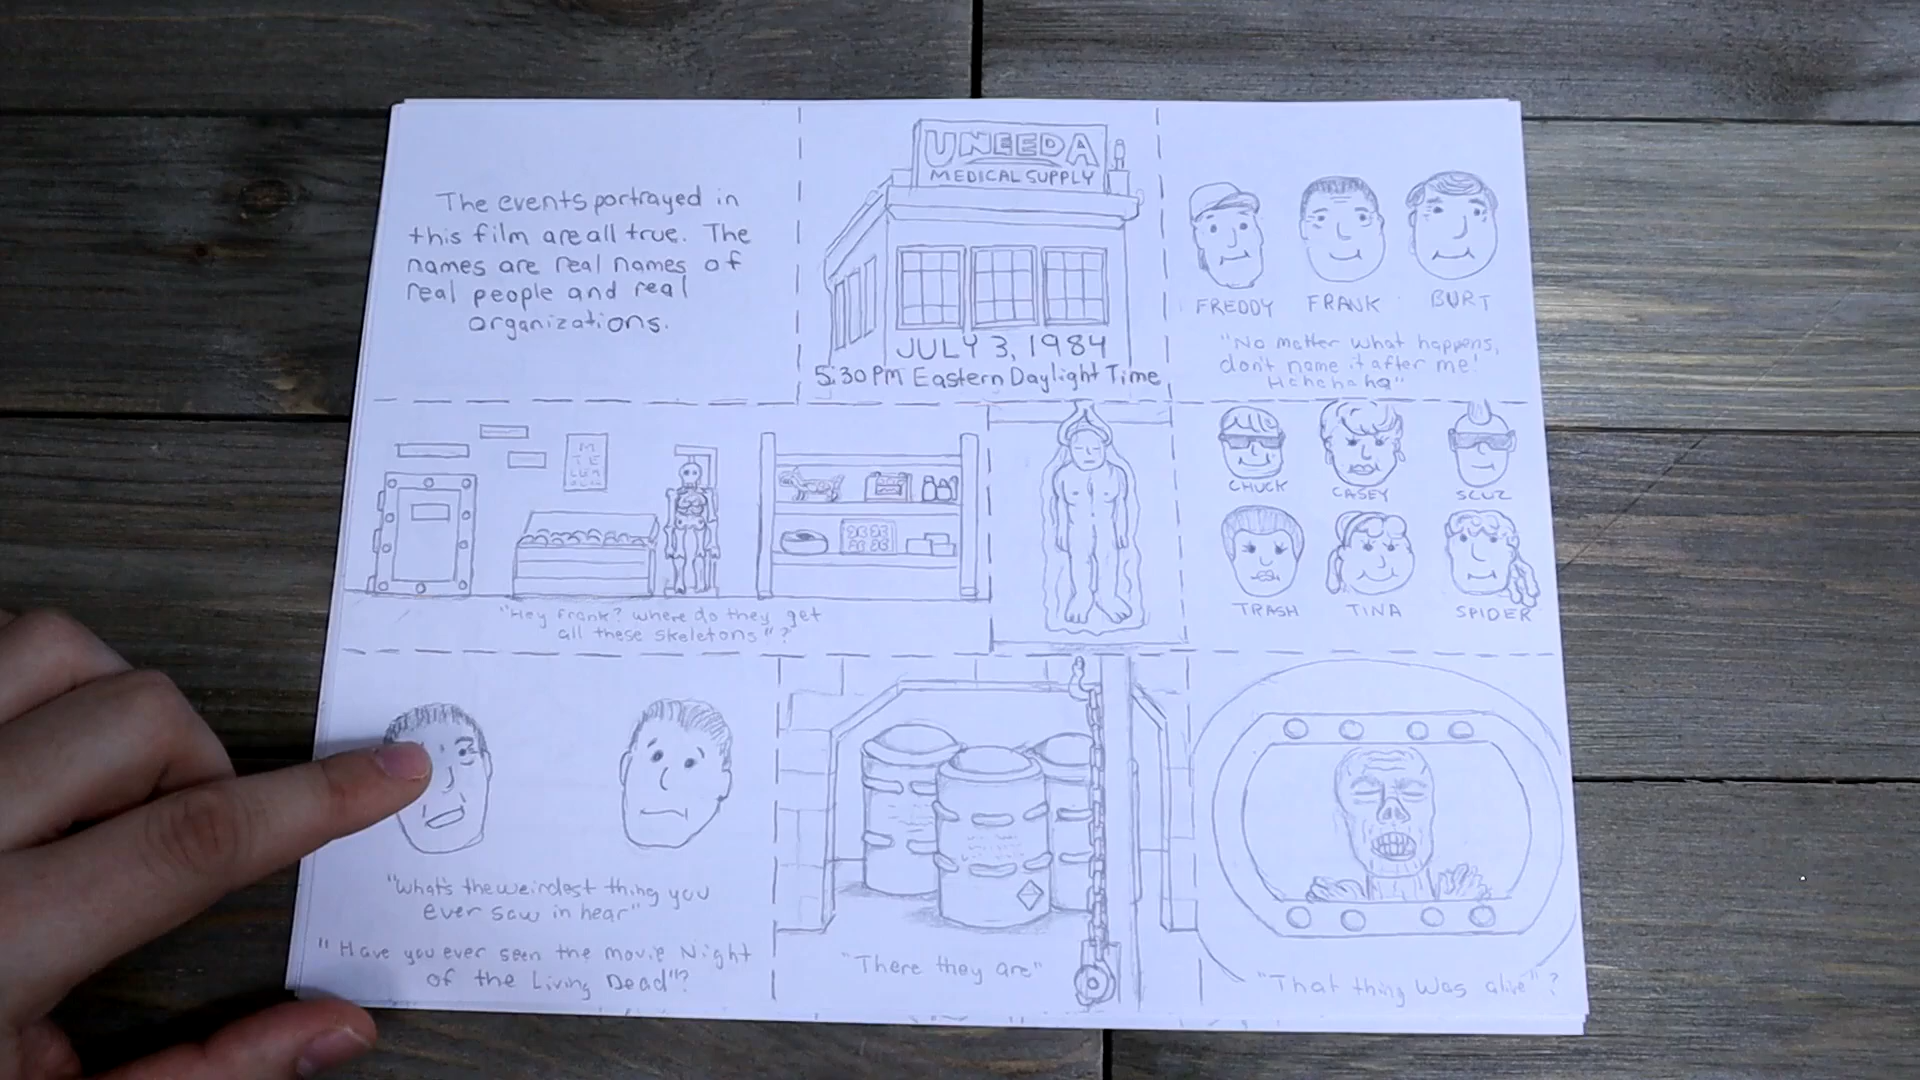 The events portrayed in
this film are all true. The
names are real names of
real people and real
organizations.
UNEEDA
MEDICAL SUPPLY
JULY 3, 1984
5:30 PM Eastern Daylight Time
FREDDY FRANK BURT
"No matter what happens,
don't name it after me!
Hahahaha"
"Hey Frank? where do they get
all these skeletons"?
CHUCK CASEY SCUZ
TRASH TINA SPIDER
"What's the weirdest thing you
ever saw in hear"
"Have you ever seen the movie Night
of the Living Dead"?
"There they are"
"That thing was alive"?